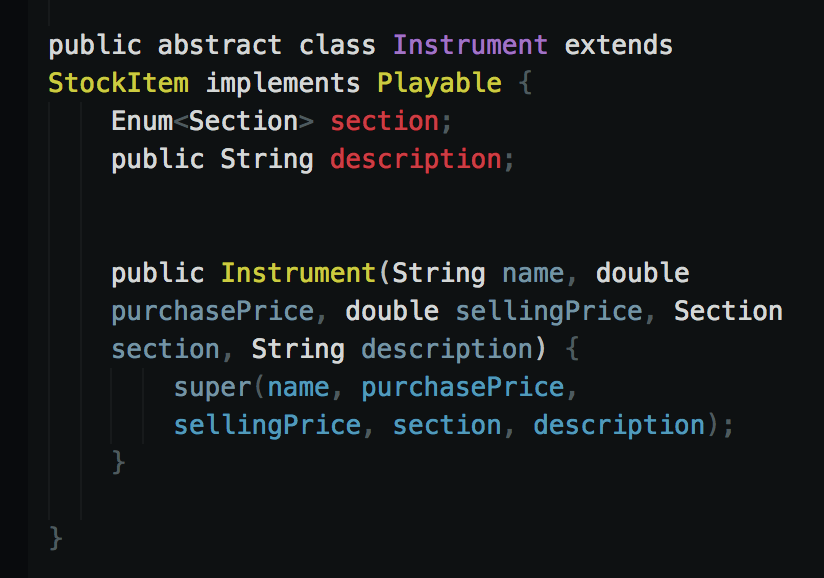 public abstract class Instrument extends
StockItem implements Playable {
Enum<Section> section;
public String description;
public Instrument(String name, double
purchasePrice, double sellingPrice, Section
section, String description) {
super(name, purchasePrice,
sellingPrice, section, description);
}
}